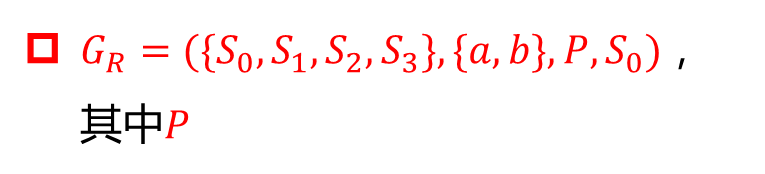 G_R = ({S_0, S_1, S_2, S_3}, {a, b}, P, S_0)，
其中P